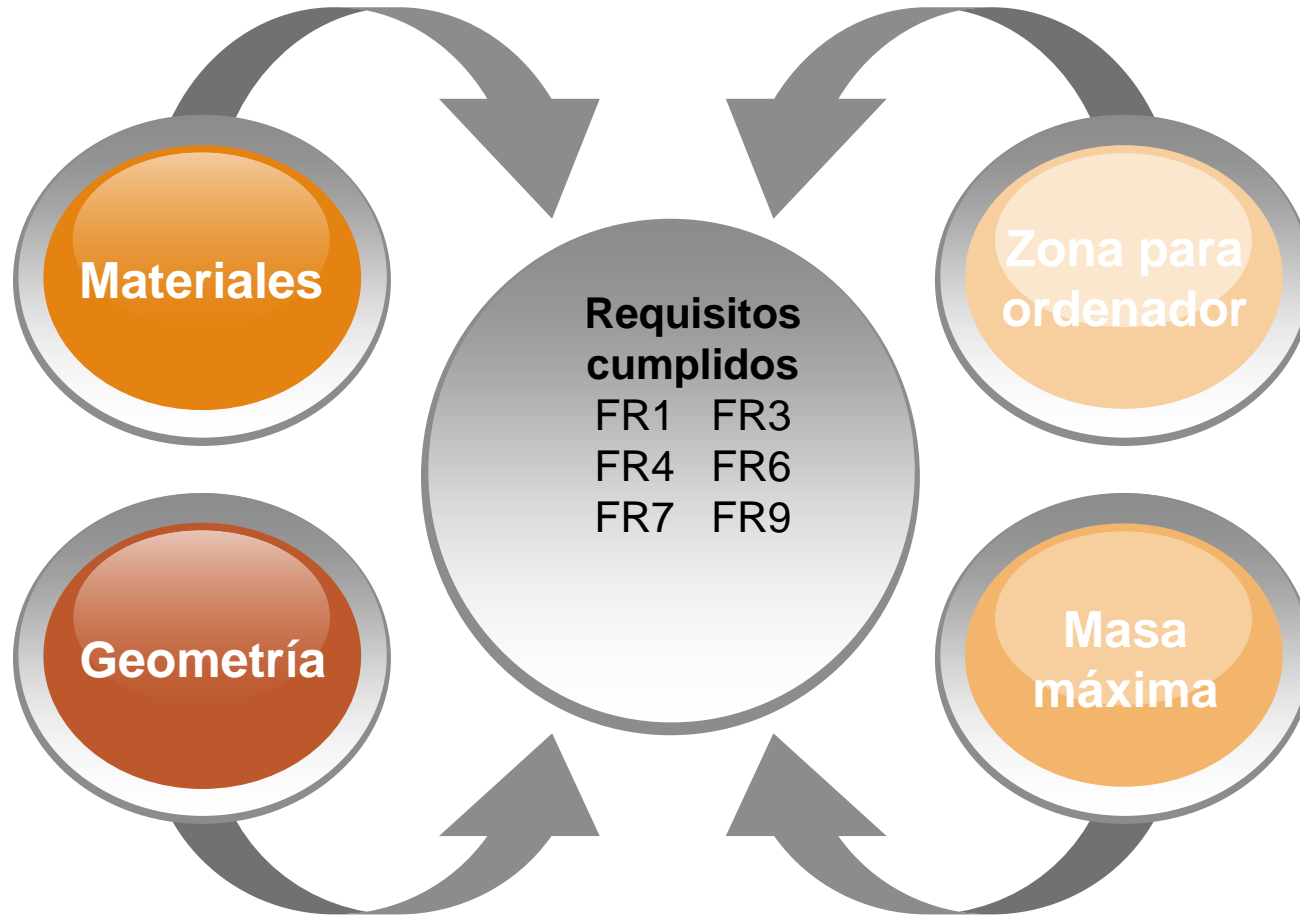 Materiales
Zona para
ordenador
Requisitos
cumplidos
FR1 FR3
FR4 FR6
FR7 FR9
Geometría
Masa
máxima